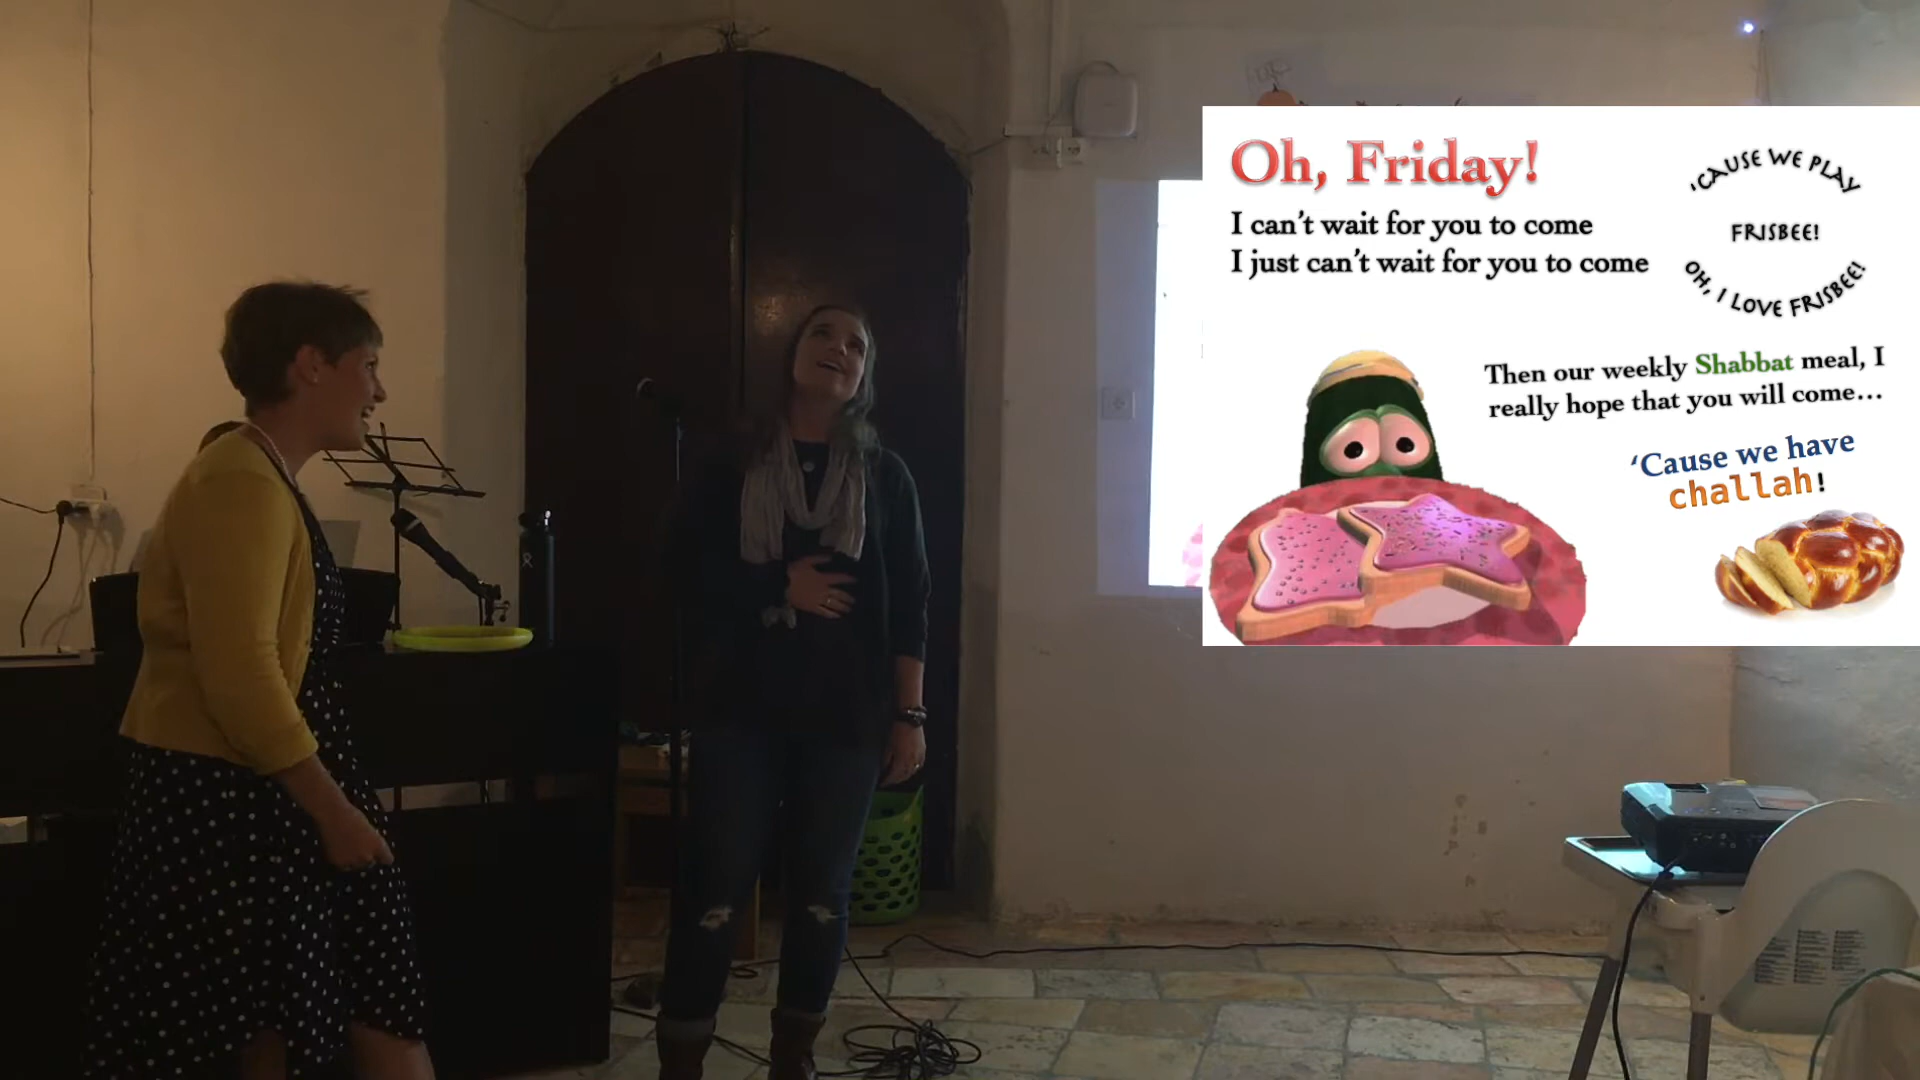 Oh, Friday!
I can't wait for you to come
I just can't wait for you to come
'CAUSE WE PLAY
FRISBEE!
OH, I LOVE FRISBEE!
Then our weekly Shabbat meal, I
really hope that you will come...
'Cause we have
challah!